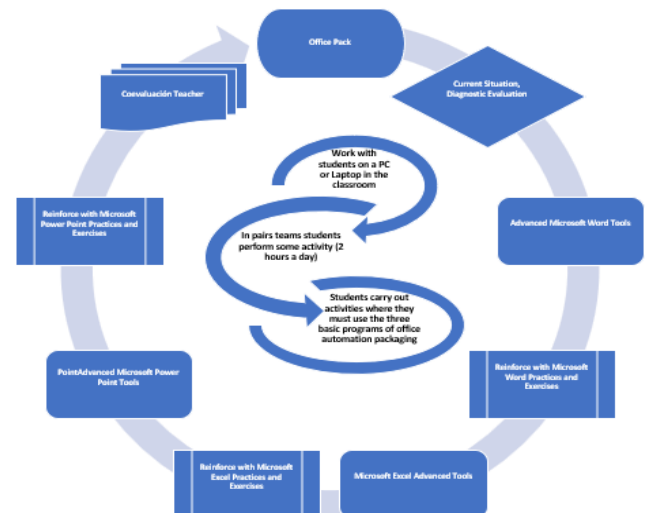 Office Pack
Current Situation,
Diagnostic Evaluation
Advanced Microsoft Word Tools
Reinforce with Microsoft
Word Practices and
Exercises
Microsoft Excel Advanced Tools
Reinforce with Microsoft
Excel Practices and
Exercises
PointAdvanced Microsoft Power
Point Tools
Reinforce with Microsoft
Power Point Practices and
Exercises
Coevaluación Teacher
Work with
students on a PC
or Laptop in the
classroom
In pairs teams students
perform some activity (2
hours a day)
Students carry out
activities where they
must use the three
basic programs of office
automation packaging